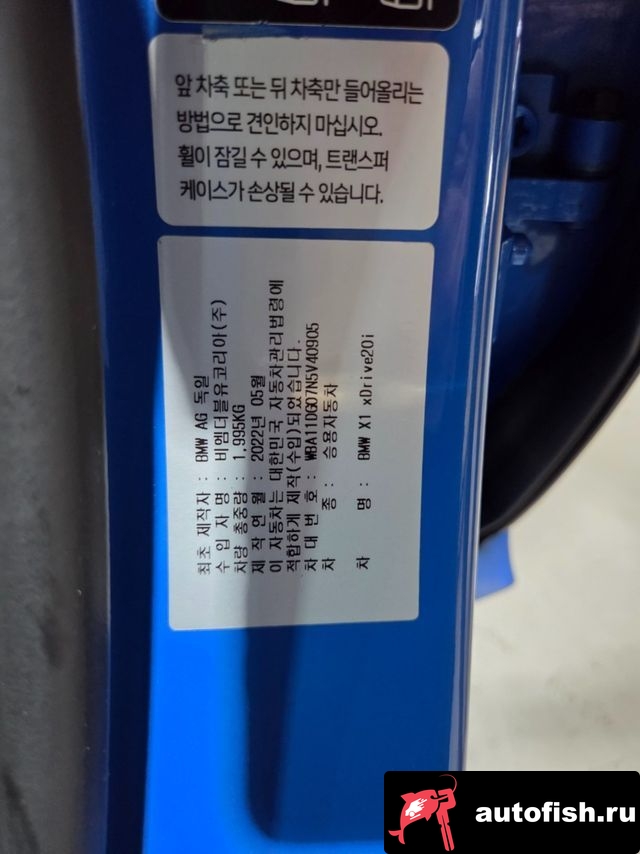 앞 차축 또는 뒤 차축만 들어올리는
방법으로 견인하지 마십시오.
휠이 잠길 수 있으며, 트랜스퍼
케이스가 손상될 수 있습니다.
최초 제작자 : BMW AG 독일
수 입 자 명 : 비엠더블유코리아(주)
차량 총중량 : 1,995KG
제 작 연 월 : 2022년 05월
이 자동차는 대한민국 자동차관리법령에
적합하게 제작(수입)되었습니다.
차 대 번 호 : WBA11DG07N5V40905
차 종 : 승용자동차
차 명 : BMW X1 xDrive20i
autofish.ru